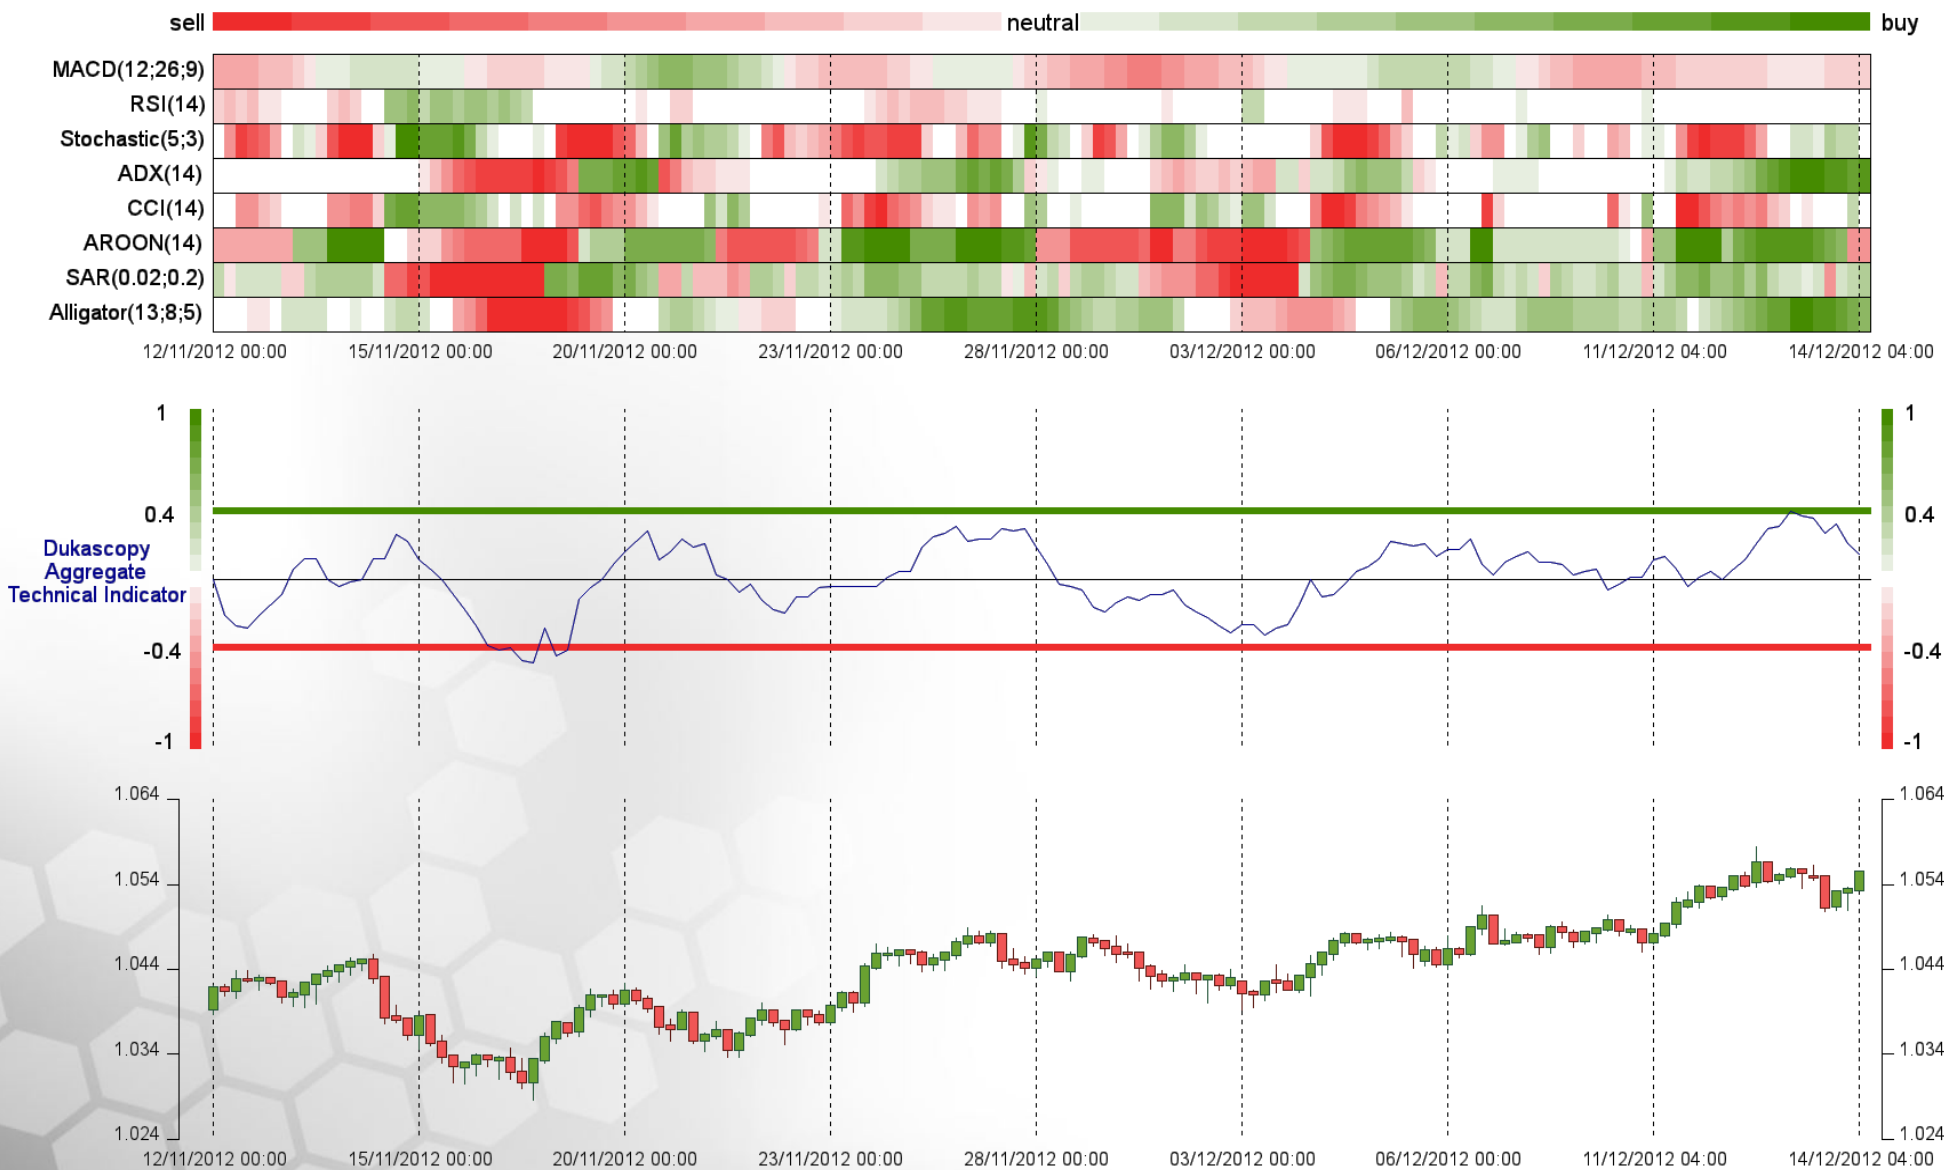 sell neutral buy
MACD(12;26;9)
RSI(14)
Stochastic(5;3)
ADX(14)
CCI(14)
AROON(14)
SAR(0.02;0.2)
Alligator(13;8;5)
12/11/2012 00:00 15/11/2012 00:00 20/11/2012 00:00 23/11/2012 00:00 28/11/2012 00:00 03/12/2012 00:00 06/12/2012 00:00 11/12/2012 04:00 14/12/2012 04:00
1 1
0.4 0.4
Dukascopy
Aggregate
Technical Indicator
-0.4 -0.4
-1 -1
1.064 1.064
1.054 1.054
1.044 1.044
1.034 1.034
1.024 1.024
12/11/2012 00:00 15/11/2012 00:00 20/11/2012 00:00 23/11/2012 00:00 28/11/2012 00:00 03/12/2012 00:00 06/12/2012 00:00 11/12/2012 04:00 14/12/2012 04:00